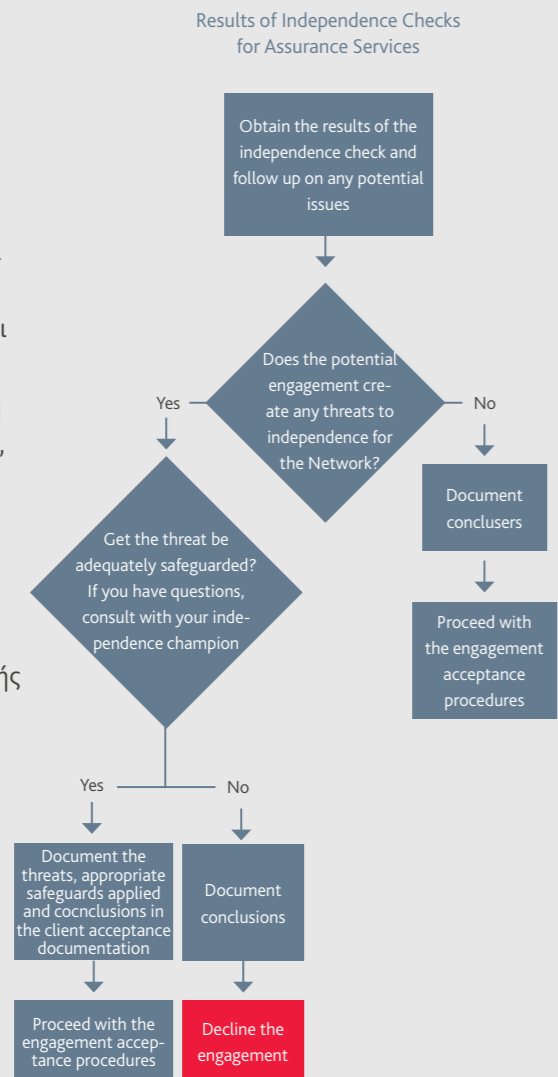 Results of Independence Checks
for Assurance Services
Obtain the results of the
independence check and
follow up on any potential
issues
Does the potential
engagement cre-
ate any threats to
independence for
the Network?
Yes
No
Document
conclusers
Proceed with
the engagement
acceptance
procedures
Get the threat be
adequately safeguarded?
If you have questions,
consult with your inde-
pendence champion
Yes
No
Document the
threats, appropriate
safeguards applied
and cocnclusions in
the client acceptance
documentation
Document
conclusions
Proceed with the
engagement accep-
tance procedures
Decline the
engagement
ής